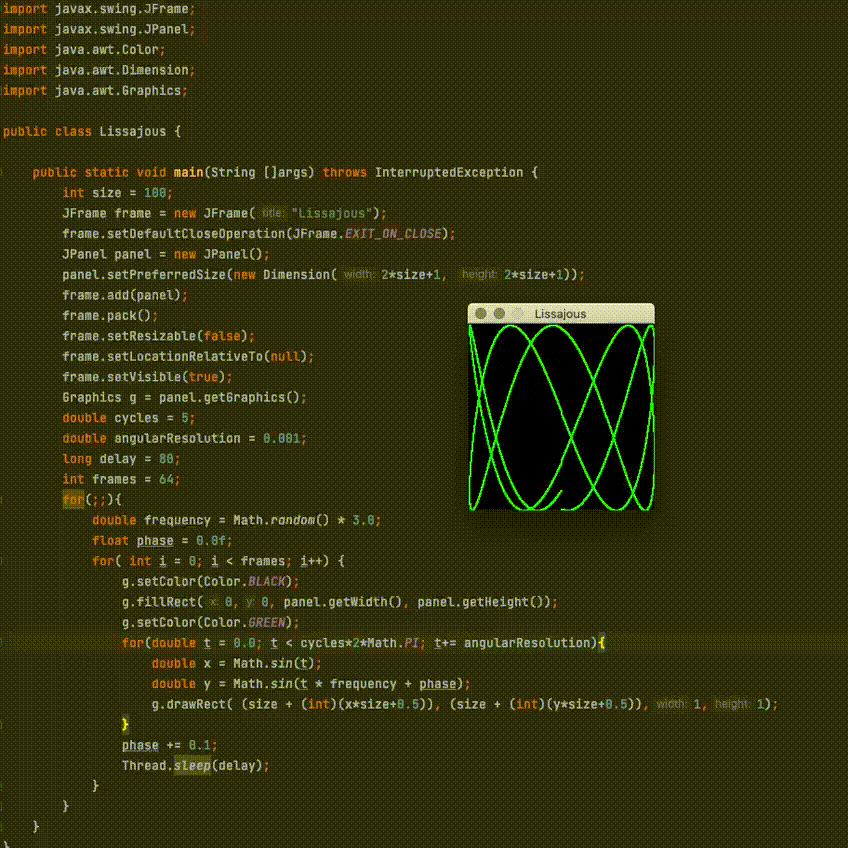 import javax.swing.JFrame;
import javax.swing.JPanel;
import java.awt.Color;
import java.awt.Dimension;
import java.awt.Graphics;
public class Lissajous {
public static void main(String []args) throws InterruptedException {
int size = 100;
JFrame frame = new JFrame( title: "Lissajous");
frame.setDefaultCloseOperation(JFrame.EXIT_ON_CLOSE);
JPanel panel = new JPanel();
panel.setPreferredSize(new Dimension( width: 2*size+1, height: 2*size+1));
frame.add(panel);
frame.pack();
frame.setResizable(false);
frame.setLocationRelativeTo(null);
frame.setVisible(true);
Graphics g = panel.getGraphics();
double cycles = 5;
double angularResolution = 0.001;
long delay = 80;
int frames = 64;
for(;;){
double frequency = Math.random() * 3.0;
float phase = 0.0f;
for( int i = 0; i < frames; i++) {
g.setColor(Color.BLACK);
g.fillRect( x: 0, y: 0, panel.getWidth(), panel.getHeight());
g.setColor(Color.GREEN);
for(double t = 0.0; t < cycles*2*Math.PI; t+= angularResolution){
double x = Math.sin(t);
double y = Math.sin(t * frequency + phase);
g.drawRect( (size + (int)(x*size+0.5)), (size + (int)(y*size+0.5)), width: 1, height: 1);
}
phase += 0.1;
Thread.sleep(delay);
}
}
}
}
Lissajous